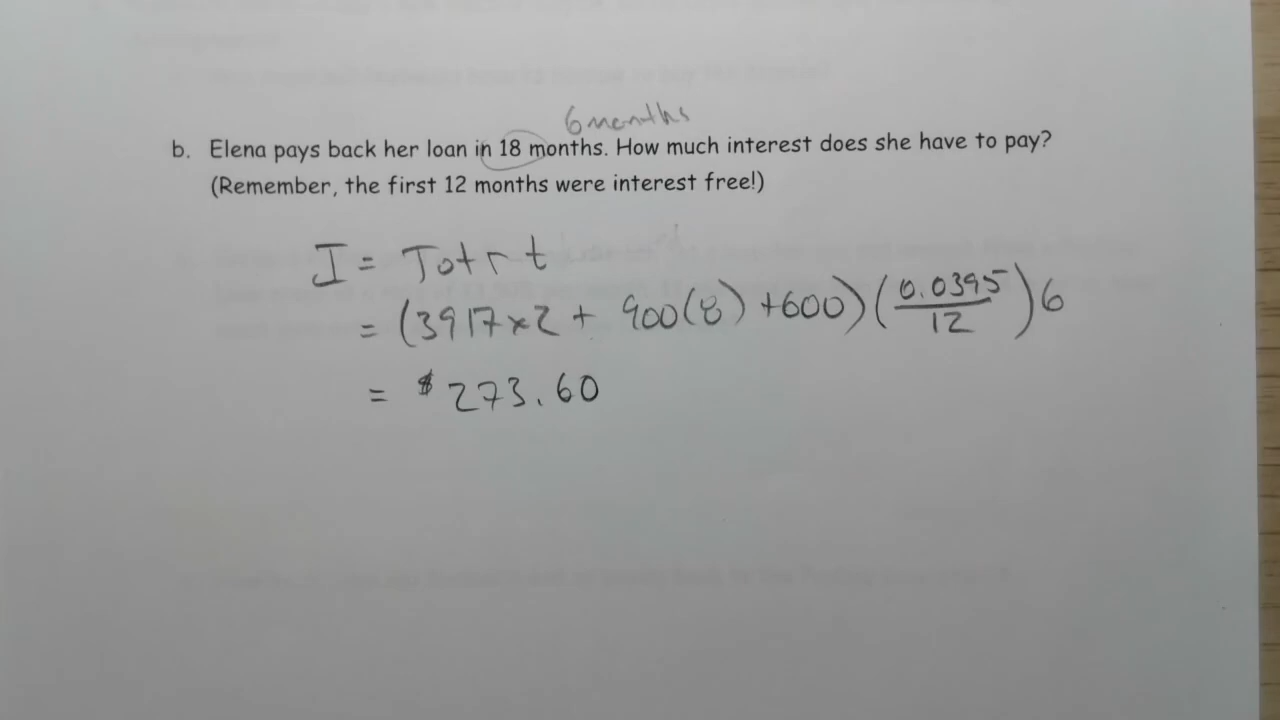 6 months
b. Elena pays back her loan in 18 months. How much interest does she have to pay?
(Remember, the first 12 months were interest free!)
I = Tot r t
= (3917 x 2 + 900(8) + 600)(0.0395/12)6
= $273.60